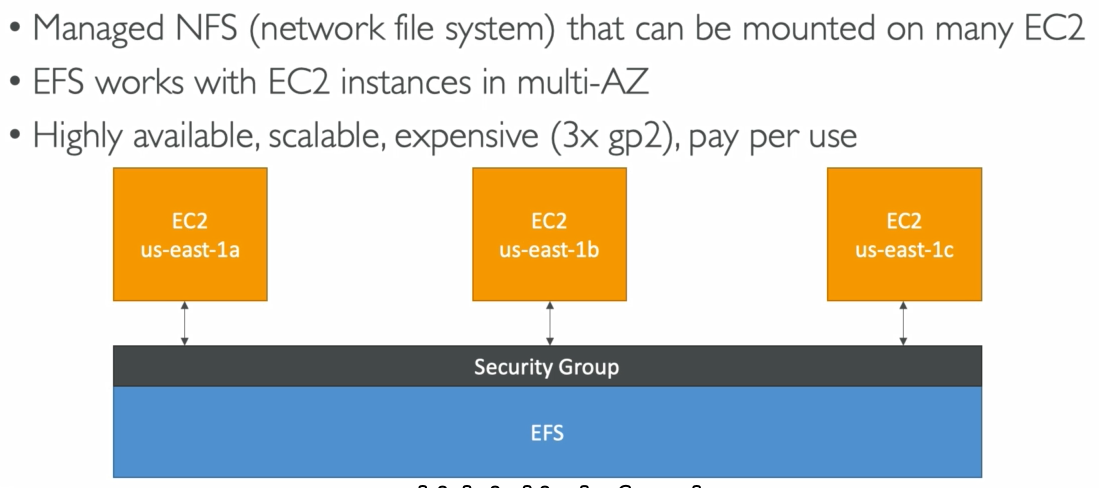 • Managed NFS (network file system) that can be mounted on many EC2
• EFS works with EC2 instances in multi-AZ
• Highly available, scalable, expensive (3x gp2), pay per use
EC2
us-east-1a
EC2
us-east-1b
EC2
us-east-1c
Security Group
EFS